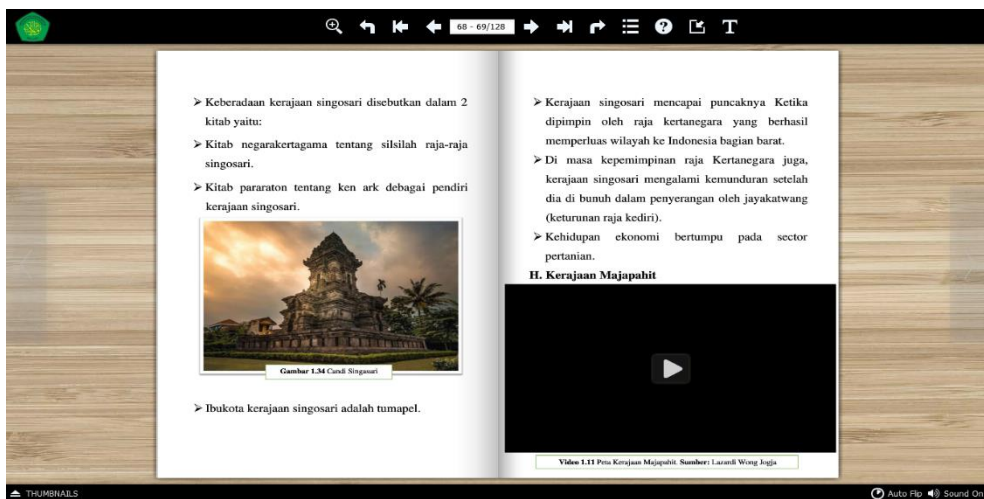 68 - 69/128
➢ Keberadaan kerajaan singosari disebutkan dalam 2
kitab yaitu:
➢ Kitab negarakertagama tentang silsilah raja-raja
singosari.
➢ Kitab pararaton tentang ken ark debagai pendiri
kerajaan singosari.
Gambar 1.34 Candi Singasari
➢ Ibukota kerajaan singosari adalah tumapel.
➢ Kerajaan singosari mencapai puncaknya Ketika
dipimpin oleh raja kertanegara yang berhasil
memperluas wilayah ke Indonesia bagian barat.
➢ Di masa kepemimpinan raja Kertanegara juga,
kerajaan singosari mengalami kemunduran setelah
dia di bunuh dalam penyerangan oleh jayakatwang
(keturunan raja kediri).
➢ Kehidupan ekonomi bertumpu pada sector
pertanian.
H. Kerajaan Majapahit
Video 1.11 Peta Kerajaan Majapahit. Sumber: Lazardi Wong Jogja
THUMBNAILS
Auto Flip Sound On